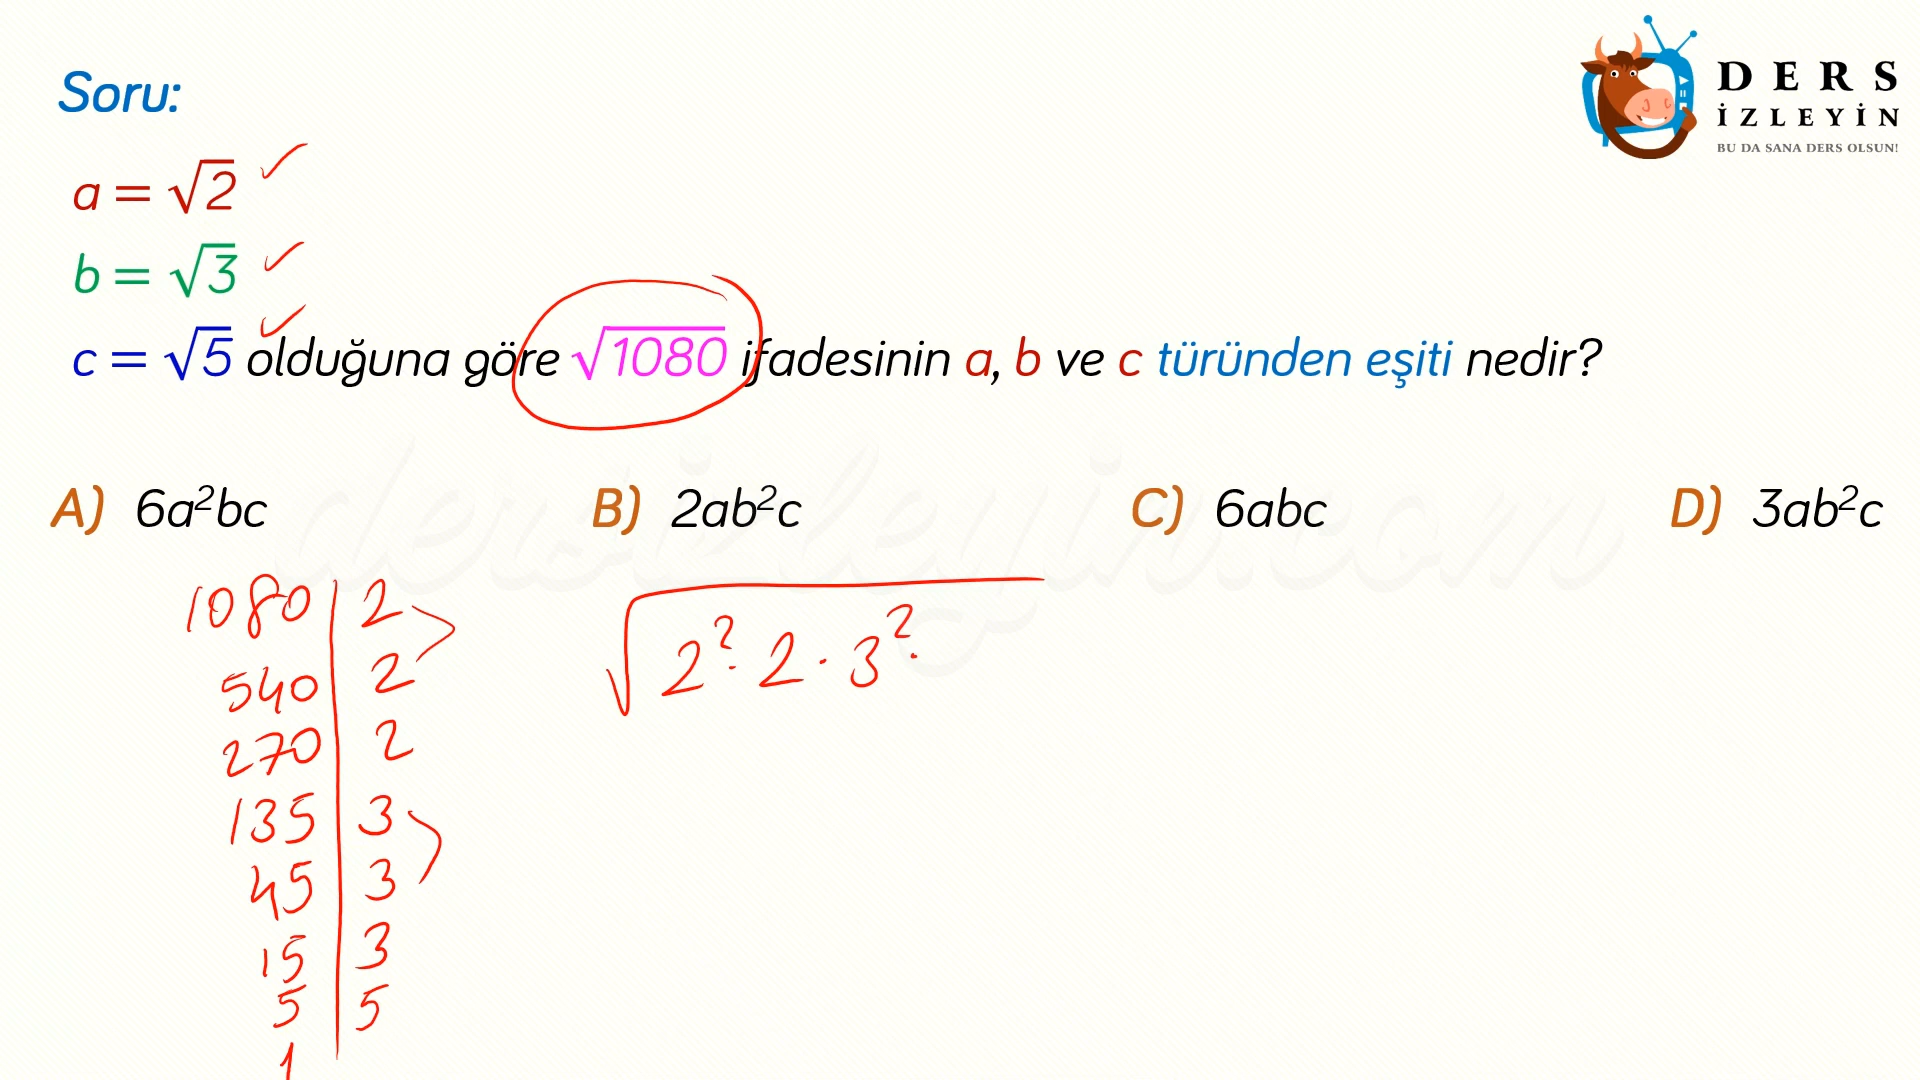 Soru:
DERS
İZLEYİN
BU DA SANA DERS OLSUN!
a = √2 ✓
b = √3 ✓
c = √5 ✓ olduğuna göre √1080 ifadesinin a, b ve c türünden eşiti nedir?
A) 6a²bc B) 2ab²c C) 6abc D) 3ab²c
dersizleyin.com
1080 | 2
540 | 2
270 | 2
135 | 3
45 | 3
15 | 3
5 | 5
1
√2². 2 · 3² ·